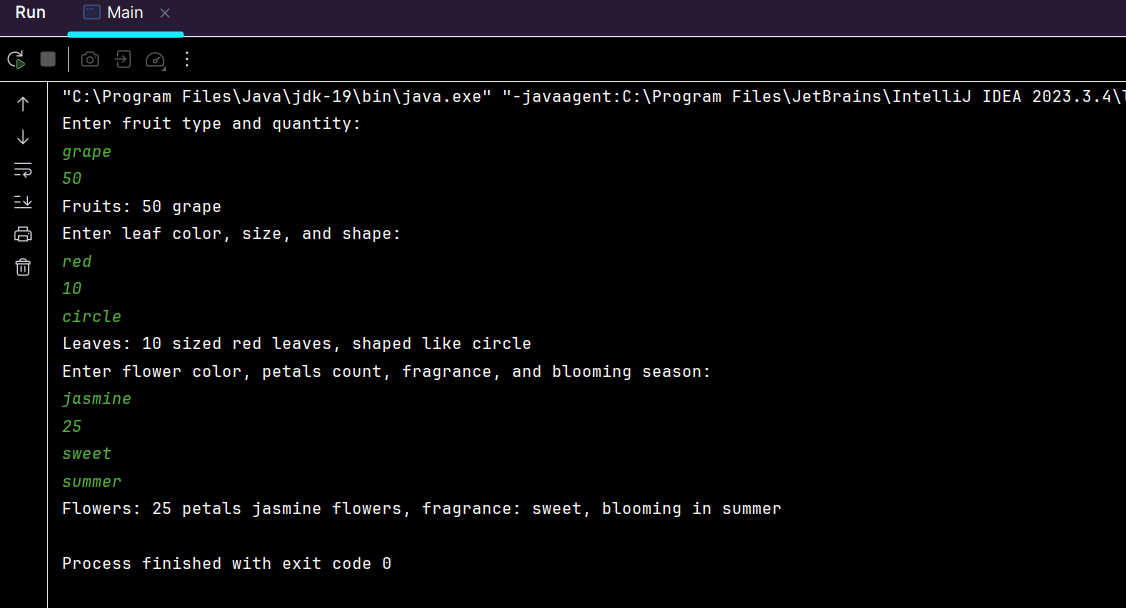 Run Main
"C:\Program Files\Java\jdk-19\bin\java.exe" "-javaagent:C:\Program Files\JetBrains\IntelliJ IDEA 2023.3.4\
Enter fruit type and quantity:
grape
50
Fruits: 50 grape
Enter leaf color, size, and shape:
red
10
circle
Leaves: 10 sized red leaves, shaped like circle
Enter flower color, petals count, fragrance, and blooming season:
jasmine
25
sweet
summer
Flowers: 25 petals jasmine flowers, fragrance: sweet, blooming in summer
Process finished with exit code 0